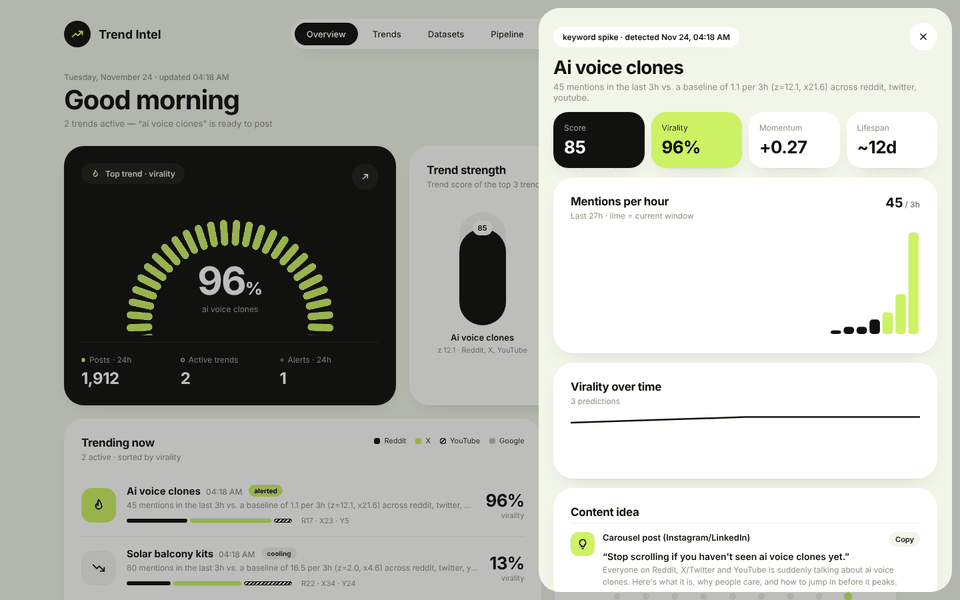 Trend Intel
Overview
Trends
Datasets
Pipeline
Tuesday, November 24 · updated 04:18 AM
Good morning
2 trends active — “ai voice clones” is ready to post
Top trend · virality
96%
ai voice clones
Posts · 24h
Active trends
Alerts · 24h
1,912
2
1
Trend strength
Trend score of the top 3 trend
85
Ai voice clones
z 12.1 · Reddit, X, YouTube
Trending now
2 active · sorted by virality
Reddit
X
YouTube
Google
Ai voice clones 04:18 AM alerted
45 mentions in the last 3h vs. a baseline of 1.1 per 3h (z=12.1, x21.6) across reddit, twitter, ...
R17 · X23 · Y5
96%
virality
Solar balcony kits 04:18 AM cooling
80 mentions in the last 3h vs. a baseline of 16.5 per 3h (z=2.0, x4.6) across reddit, twitter, y...
R22 · X34 · Y24
13%
virality
keyword spike · detected Nov 24, 04:18 AM
Ai voice clones
45 mentions in the last 3h vs. a baseline of 1.1 per 3h (z=12.1, x21.6) across reddit, twitter,
youtube.
Score
85
Virality
96%
Momentum
+0.27
Lifespan
~12d
Mentions per hour
Last 27h · lime = current window
45 / 3h
Virality over time
3 predictions
Content idea
Carousel post (Instagram/LinkedIn)
Copy
“Stop scrolling if you haven't seen ai voice clones yet.”
Everyone on Reddit, X/Twitter and YouTube is suddenly talking about ai voice
clones. Here's what it is, why people care, and how to jump in before it peaks.